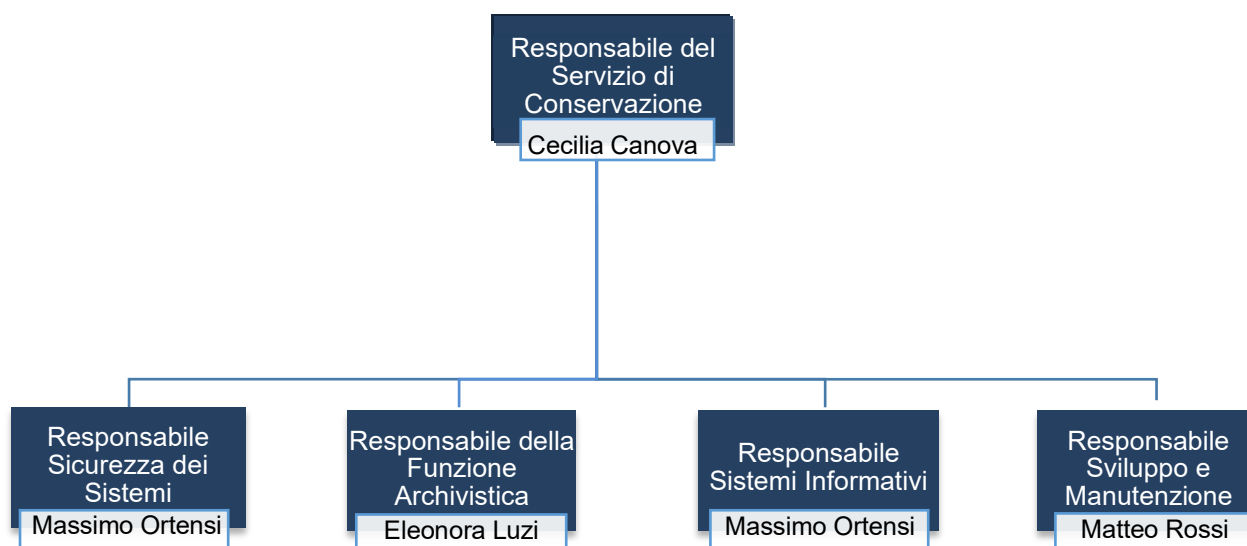 Responsabile del
Servizio di
Conservazione
Cecilia Canova
Responsabile
Sicurezza dei
Sistemi
Massimo Ortensi
Responsabile della
Funzione
Archivistica
Eleonora Luzi
Responsabile
Sistemi Informativi
Massimo Ortensi
Responsabile
Sviluppo e
Manutenzione
Matteo Rossi